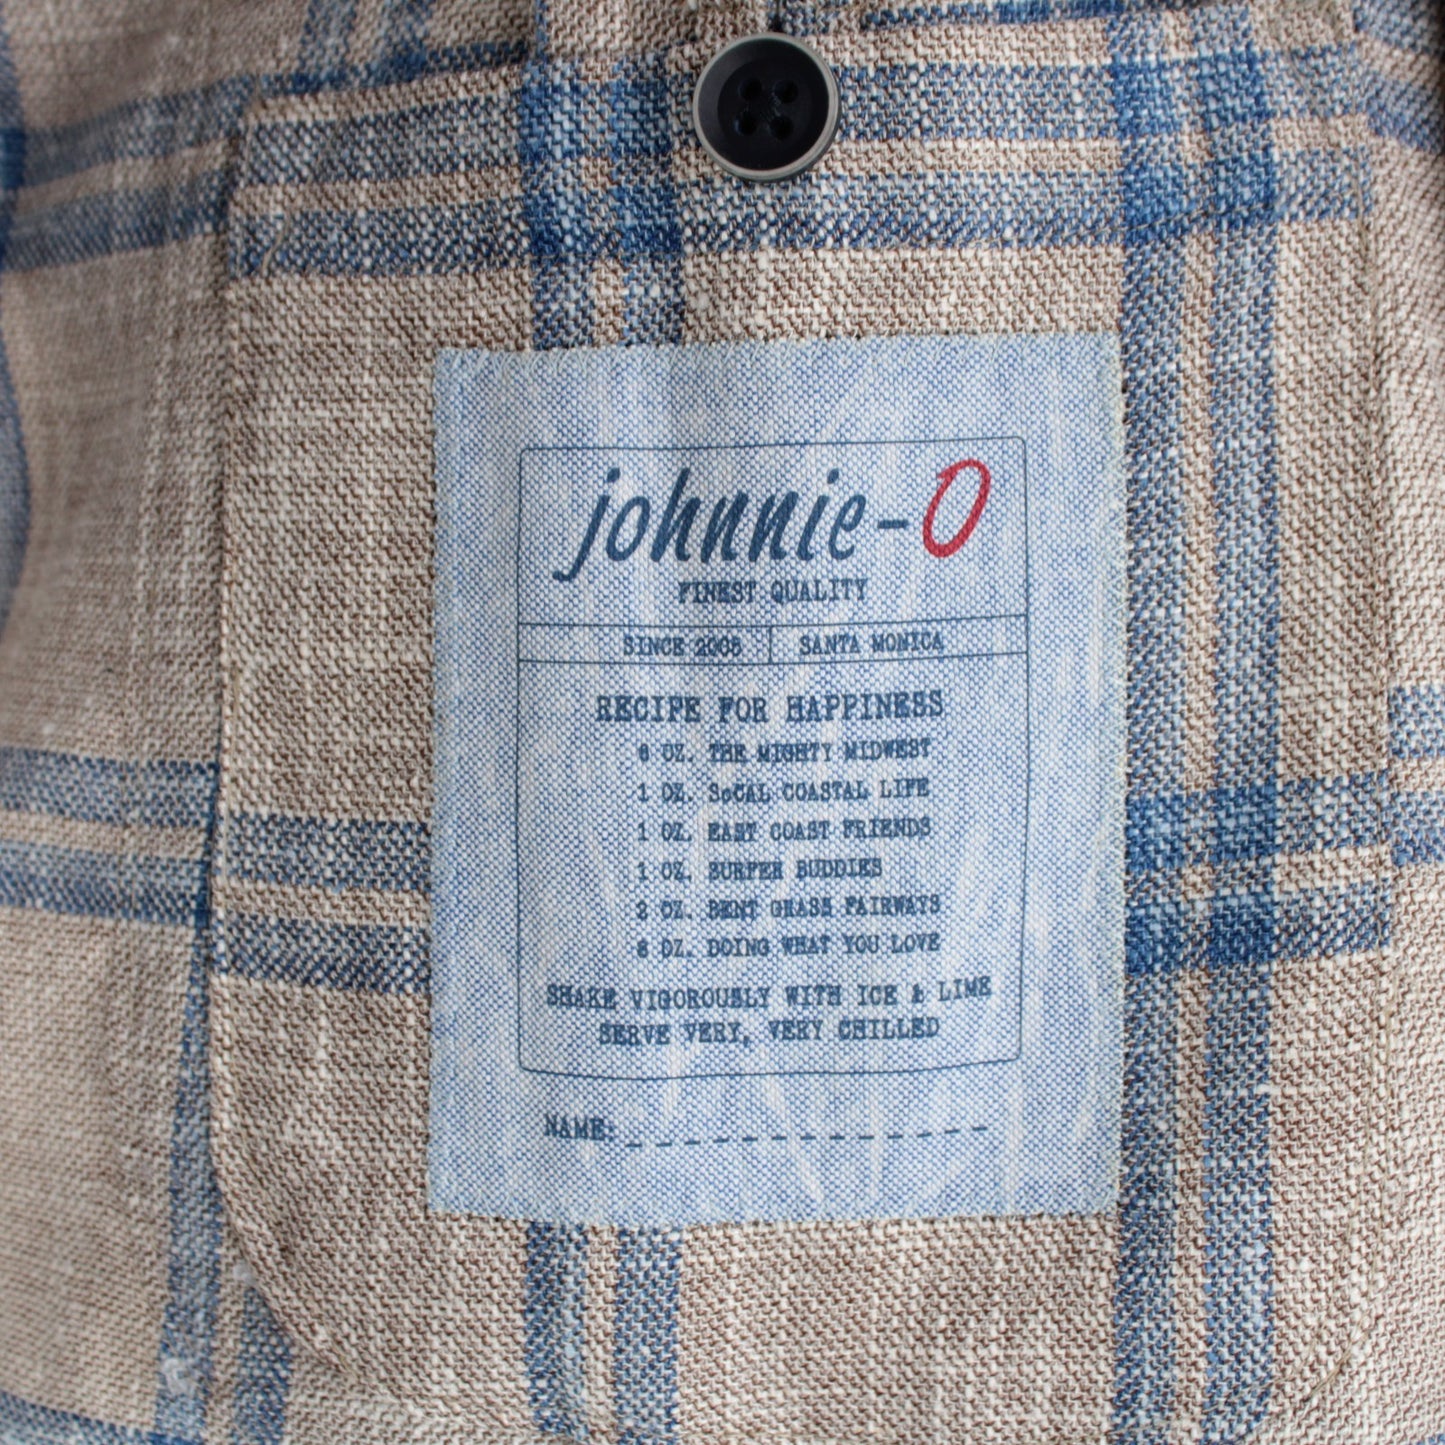 johnnie-O
FINEST QUALITY
SINCE 2005 SANTA MONICA
RECIPE FOR HAPPINESS
6 OZ. THE MIGHTY MIDWEST
1 OZ. SoCAL COASTAL LIFE
1 OZ. EAST COAST FRIENDS
1 OZ. SURFER BUDDIES
2 OZ. BENT GRASS FAIRWAYS
8 OZ. DOING WHAT YOU LOVE
SHAKE VIGOROUSLY WITH ICE & LIME
SERVE VERY, VERY CHILLED
NAME: _ _ _ _ _ _ _ _ _ _ _ _ _